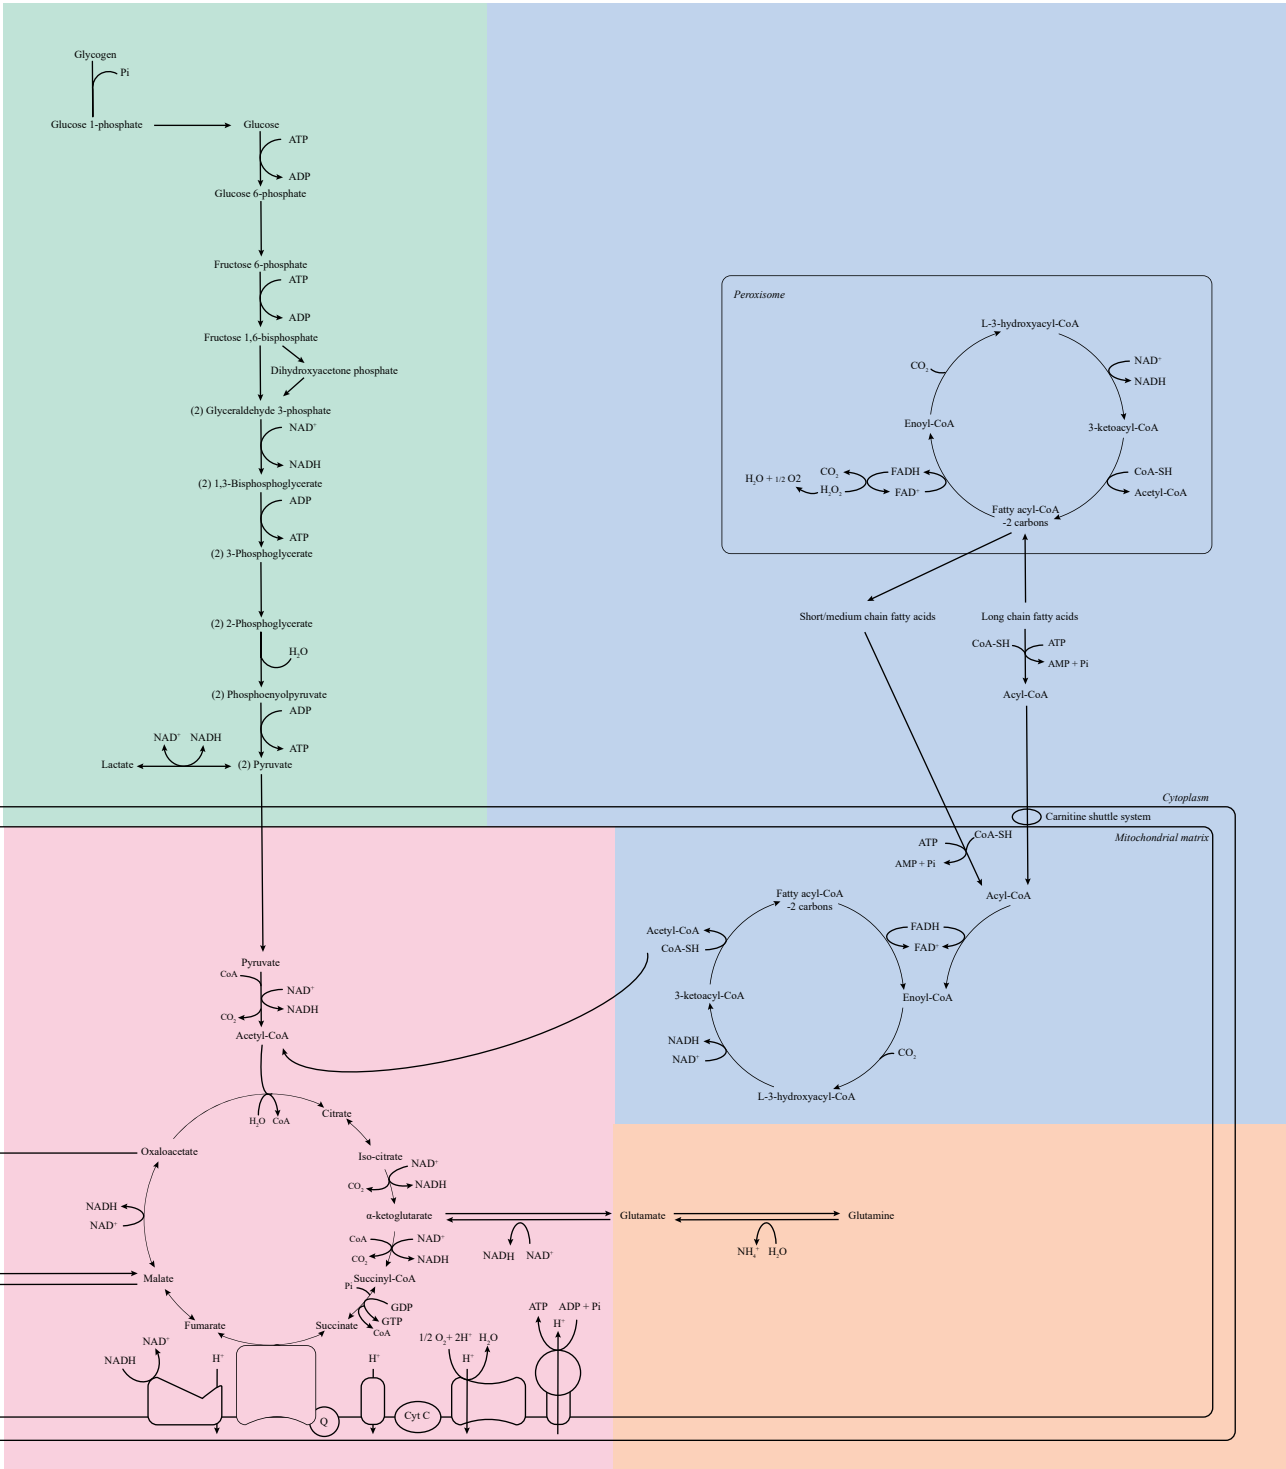 Glycogen
Pi
Glucose 1-phosphate
Glucose
ATP
ADP
Glucose 6-phosphate
Fructose 6-phosphate
ATP
ADP
Fructose 1,6-bisphosphate
Dihydroxyacetone phosphate
(2) Glyceraldehyde 3-phosphate
NAD⁺
NADH
(2) 1,3-Bisphosphoglycerate
ADP
ATP
(2) 3-Phosphoglycerate
(2) 2-Phosphoglycerate
H₂O
(2) Phosphoenyolpyruvate
ADP
ATP
NAD⁺ NADH
Lactate
(2) Pyruvate
Peroxisome
L-3-hydroxyacyl-CoA
CO₂
NAD⁺
NADH
Enoyl-CoA
3-ketoacyl-CoA
H₂O + 1/2 O2
CO₂
H₂O₂
FADH
FAD⁺
CoA-SH
Acetyl-CoA
Fatty acyl-CoA
-2 carbons
Short/medium chain fatty acids
Long chain fatty acids
CoA-SH
ATP
AMP + Pi
Acyl-CoA
Cytoplasm
Carnitine shuttle system
Mitochondrial matrix
ATP
CoA-SH
AMP + Pi
Acyl-CoA
Fatty acyl-CoA
-2 carbons
FADH
FAD⁺
Acetyl-CoA
CoA-SH
3-ketoacyl-CoA
Enoyl-CoA
NADH
NAD⁺
CO₂
L-3-hydroxyacyl-CoA
Pyruvate
CoA
NAD⁺
NADH
CO₂
Acetyl-CoA
H₂O CoA
Citrate
Oxaloacetate
Iso-citrate
NAD⁺
CO₂
NADH
NADH
NAD⁺
α-ketoglutarate
Glutamate
Glutamine
CoA
NAD⁺
CO₂
NADH
NADH NAD⁺
NH₄⁺ H₂O
Malate
Succinyl-CoA
Pi
GDP
GTP
CoA
Fumarate
Succinate
NADH
NAD⁺
H⁺
H⁺
1/2 O₂+ 2H⁺ H₂O
H⁺
ATP ADP + Pi
H⁺
Q
Cyt C